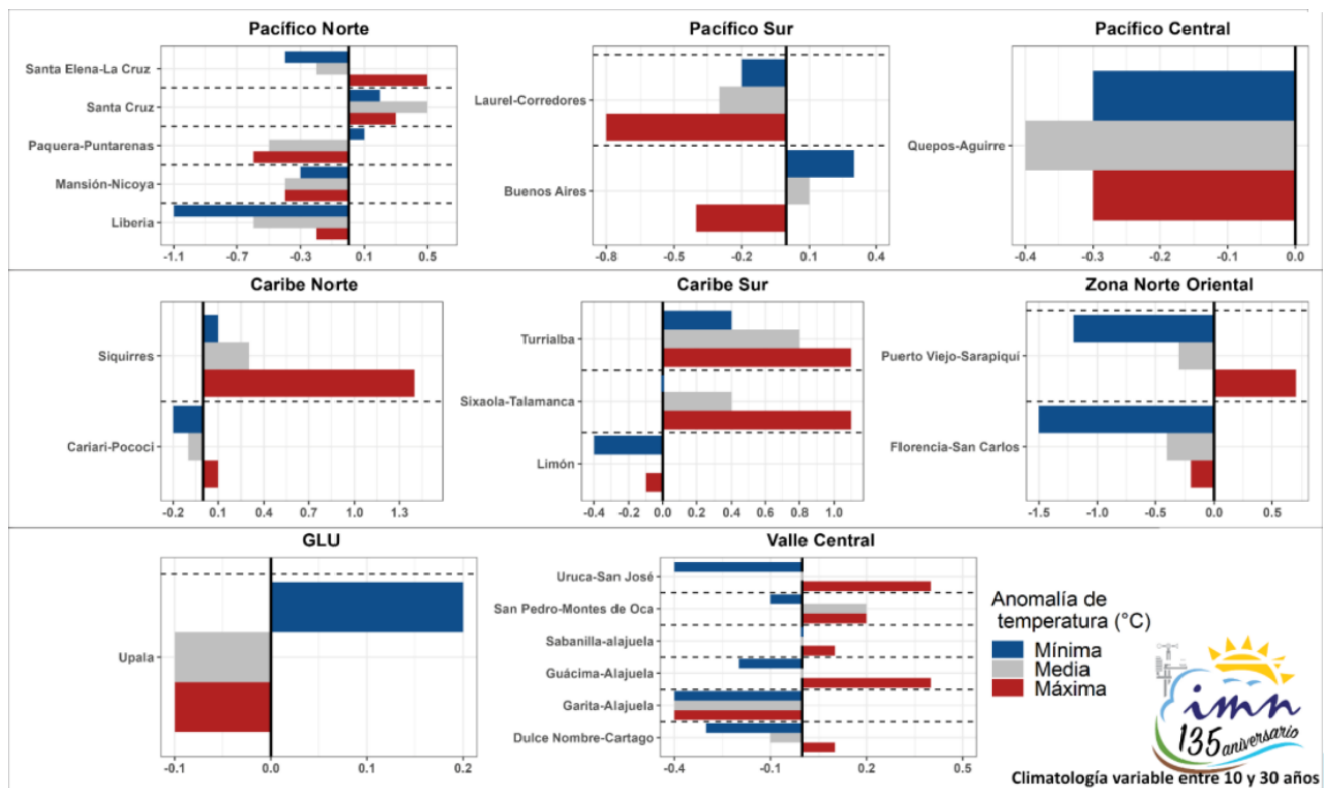 Pacífico Norte
Santa Elena-La Cruz
Santa Cruz
Paquera-Puntarenas
Mansión-Nicoya
Liberia
-1.1 -0.7 -0.3 0.1 0.5
Pacífico Sur
Laurel-Corredores
Buenos Aires
-0.8 -0.5 -0.2 0.1 0.4
Pacífico Central
Quepos-Aguirre
-0.4 -0.3 -0.2 -0.1 0.0
Caribe Norte
Siquirres
Cariari-Pococi
-0.2 0.1 0.4 0.7 1.0 1.3
Caribe Sur
Turrialba
Sixaola-Talamanca
Limón
-0.4 -0.2 0.0 0.2 0.4 0.6 0.8 1.0
Zona Norte Oriental
Puerto Viejo-Sarapiquí
Florencia-San Carlos
-1.5 -1.0 -0.5 0.0 0.5
GLU
Upala
-0.1 0.0 0.1 0.2
Valle Central
Uruca-San José
San Pedro-Montes de Oca
Sabanilla-alajuela
Guácima-Alajuela
Garita-Alajuela
Dulce Nombre-Cartago
-0.4 -0.1 0.2 0.5
Anomalía de
temperatura (°C)
Mínima
Media
Máxima
imn
135 aniversario
Climatología variable entre 10 y 30 años